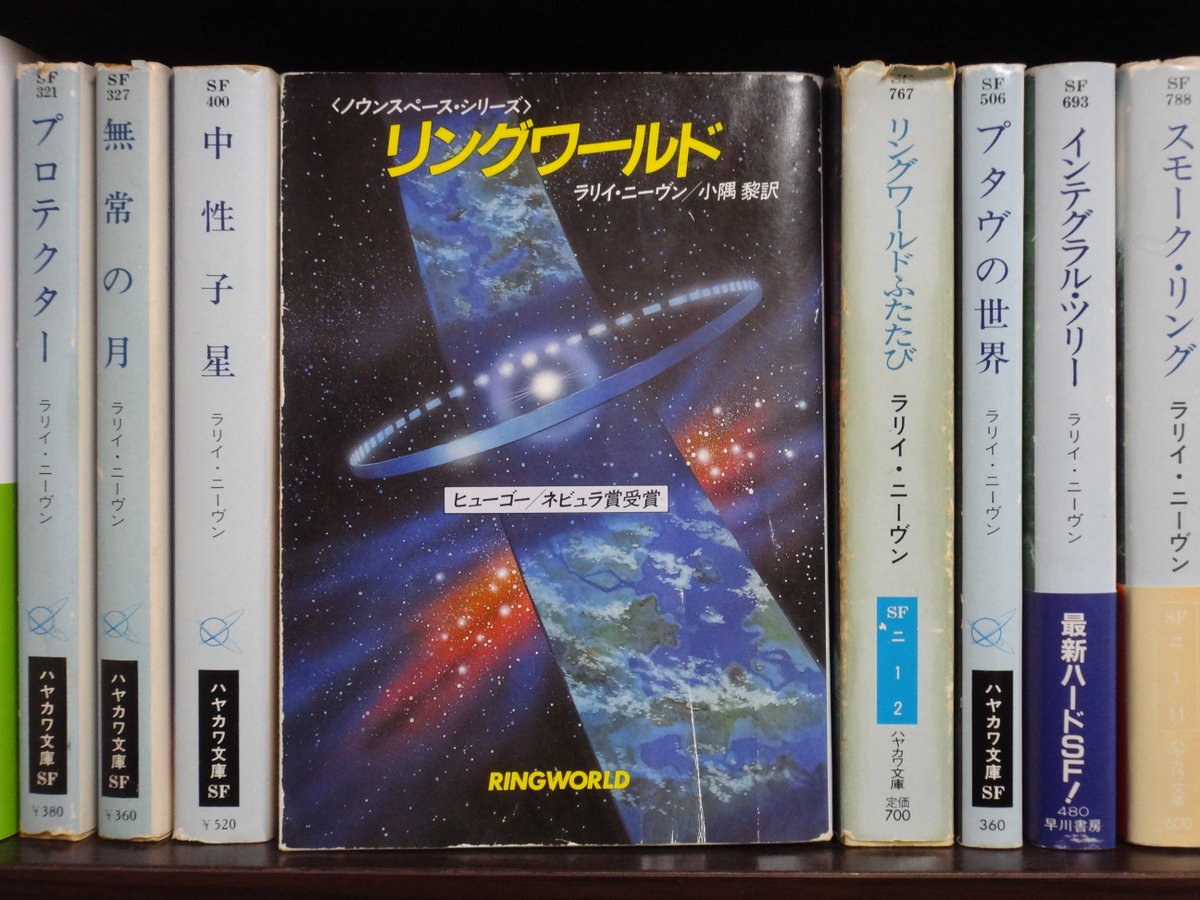 SF
321
プロテクター
ラリイ・ニーヴン
ハヤカワ文庫
SF
¥380
SF
327
無常の月
ラリイ・ニーヴン
ハヤカワ文庫
SF
¥360
SF
400
中性子星
ラリイ・ニーヴン
ハヤカワ文庫
SF
¥520
〈ノウンスペース・シリーズ〉
リングワールド
ラリイ・ニーヴン/小隅 黎訳
ヒューゴー/ネビュラ賞受賞
RINGWORLD
SF
767
リングワールドふたたび
ラリイ・ニーヴン
SF
ニ
1
2
ハヤカワ文庫
定価
700
SF
506
プタヴの世界
ラリイ・ニーヴン
ハヤカワ文庫
SF
360
SF
693
インテグラル・ツリー
ラリイ・ニーヴン
最新ハードSF!
480
早川書房
SF
788
スモーク・リング
ラリイ・ニーヴン
SF
ニ
1